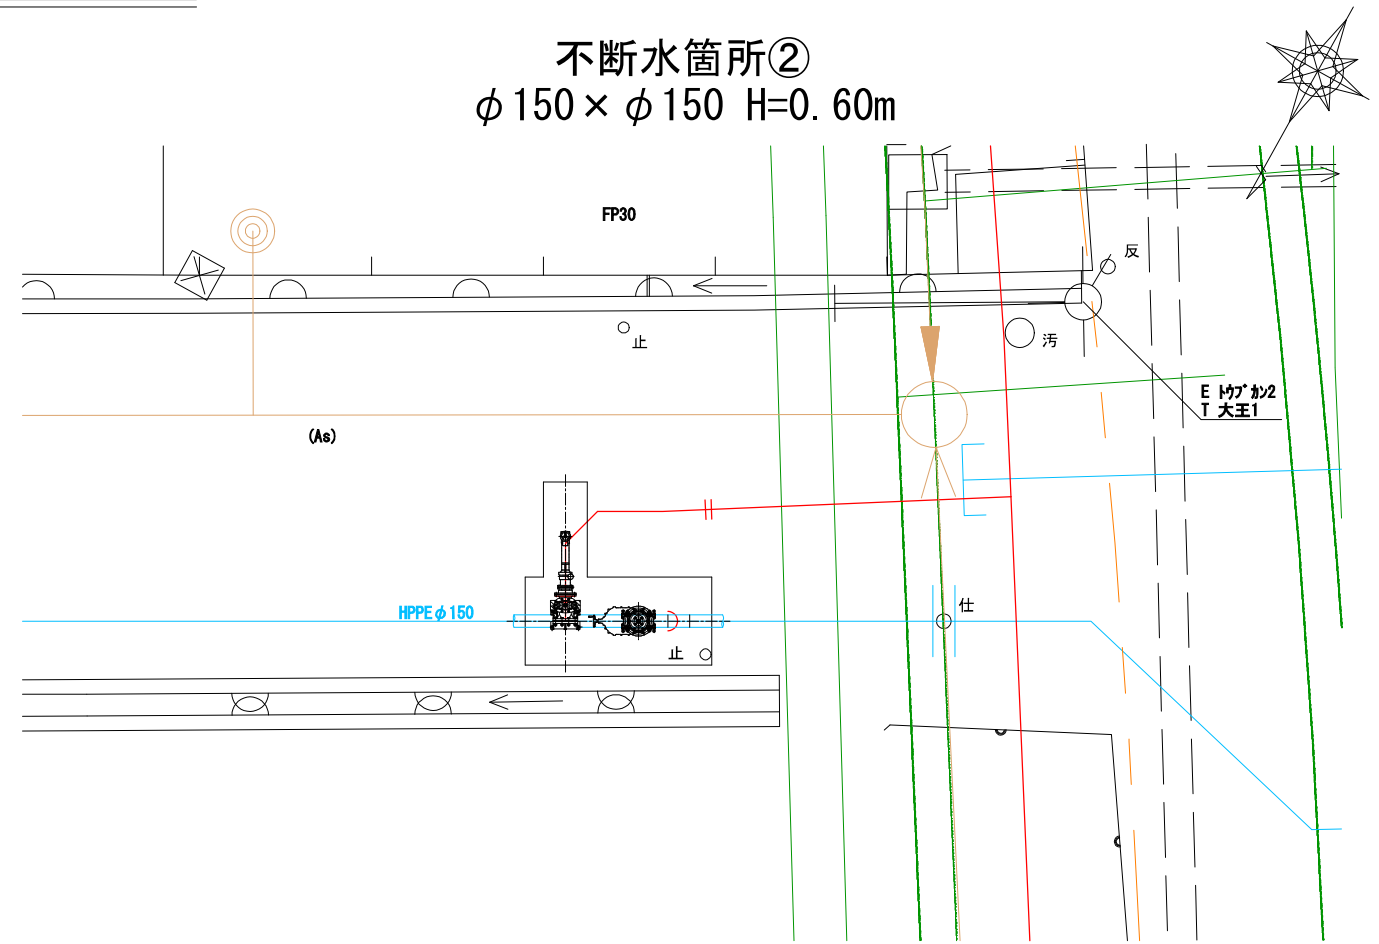 不断水箇所②
φ150×φ150 H=0.60m
FP30
反
止
汚
E トウブカン2
T 大王1
(As)
HPPEφ150
仕
止